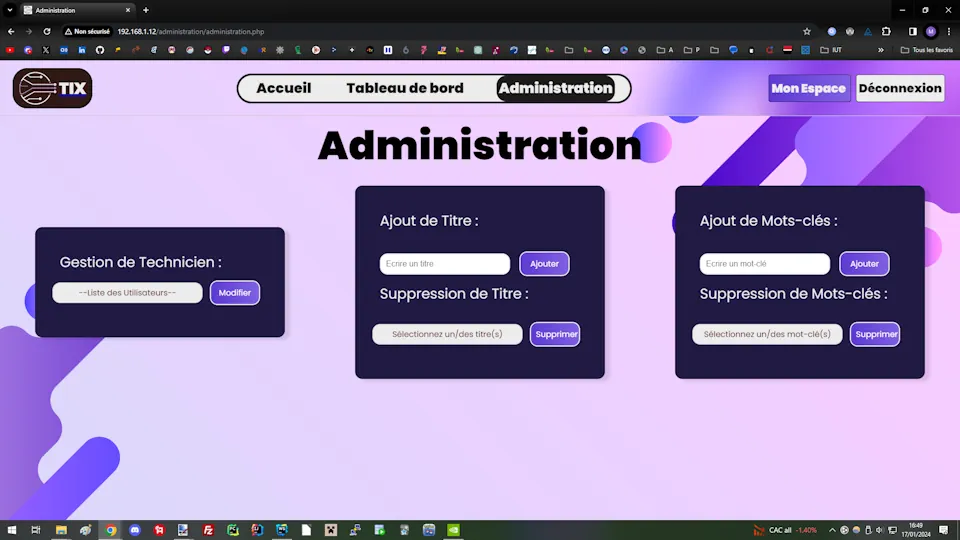 Administration
Non sécurisé
192.168.1.12/administration/administration.php
A
P
IUT
Tous les favoris
TIX
Accueil
Tableau de bord
Administration
Mon Espace
Déconnexion
Administration
Gestion de Technicien :
--Liste des Utilisateurs--
Modifier
Ajout de Titre :
Ecrire un titre
Ajouter
Suppression de Titre :
Sélectionnez un/des titre(s)
Supprimer
Ajout de Mots-clés :
Ecrire un mot-clé
Ajouter
Suppression de Mots-clés :
Sélectionnez un/des mot-clé(s)
Supprimer
CAC all -1.40%
16:49
17/01/2024